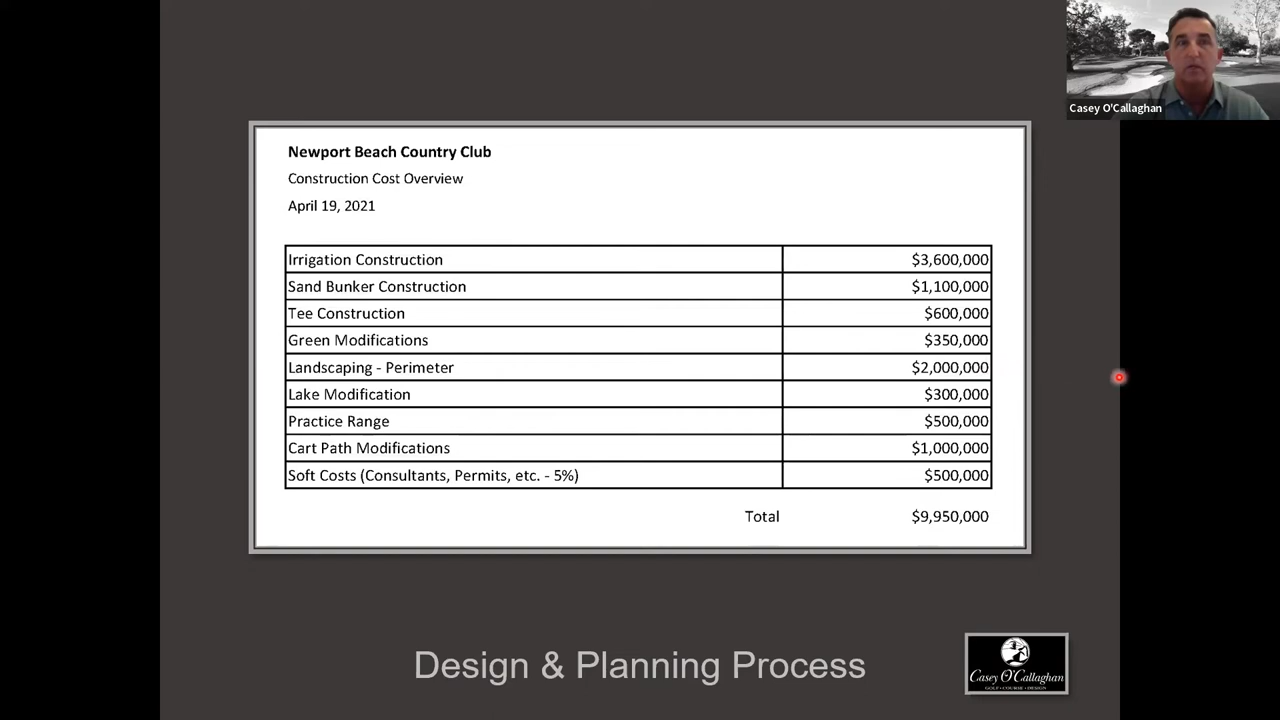 Casey O'Callaghan
Newport Beach Country Club
Construction Cost Overview
April 19, 2021
Irrigation Construction $3,600,000
Sand Bunker Construction $1,100,000
Tee Construction $600,000
Green Modifications $350,000
Landscaping - Perimeter $2,000,000
Lake Modification $300,000
Practice Range $500,000
Cart Path Modifications $1,000,000
Soft Costs (Consultants, Permits, etc. - 5%) $500,000
Total $9,950,000
Design & Planning Process
Casey O'Callaghan
GOLF • COURSE • DESIGN